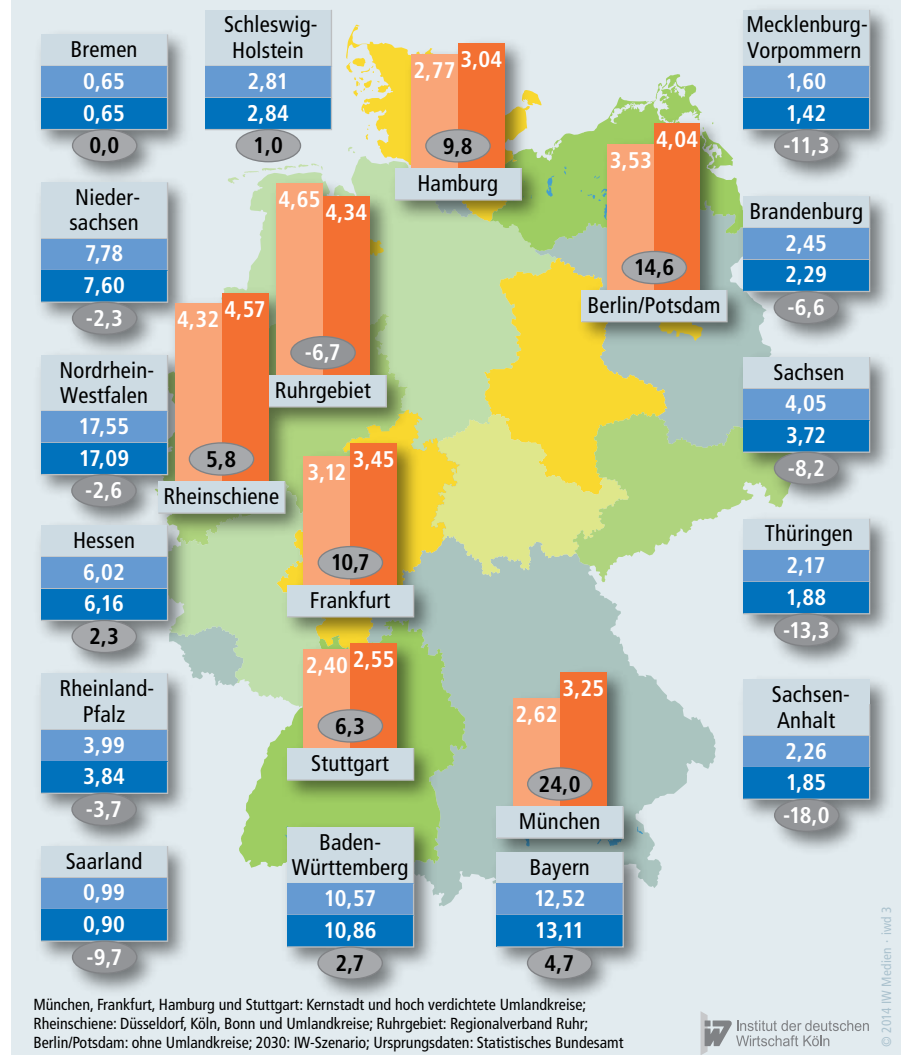 Bremen
0,65
0,65
0,0
Schleswig-
Holstein
2,81
2,84
1,0
2,77
3,04
9,8
Hamburg
Mecklenburg-
Vorpommern
1,60
1,42
-11,3
Nieder-
sachsen
7,78
7,60
-2,3
4,65
4,34
-6,7
Ruhrgebiet
3,53
4,04
14,6
Berlin/Potsdam
Brandenburg
2,45
2,29
-6,6
Nordrhein-
Westfalen
17,55
17,09
-2,6
4,32
4,57
5,8
Rheinschiene
Sachsen
4,05
3,72
-8,2
Hessen
6,02
6,16
2,3
3,12
3,45
10,7
Frankfurt
Thüringen
2,17
1,88
-13,3
Rheinland-
Pfalz
3,99
3,84
-3,7
2,40
2,55
6,3
Stuttgart
2,62
3,25
24,0
München
Sachsen-
Anhalt
2,26
1,85
-18,0
Saarland
0,99
0,90
-9,7
Baden-
Württemberg
10,57
10,86
2,7
Bayern
12,52
13,11
4,7
München, Frankfurt, Hamburg und Stuttgart: Kernstadt und hoch verdichtete Umlandkreise;
Rheinschiene: Düsseldorf, Köln, Bonn und Umlandkreise; Ruhrgebiet: Regionalverband Ruhr;
Berlin/Potsdam: ohne Umlandkreise; 2030: IW-Szenario; Ursprungsdaten: Statistisches Bundesamt
iw
Institut der deutschen
Wirtschaft Köln
© 2014 IW Medien · iwd 3